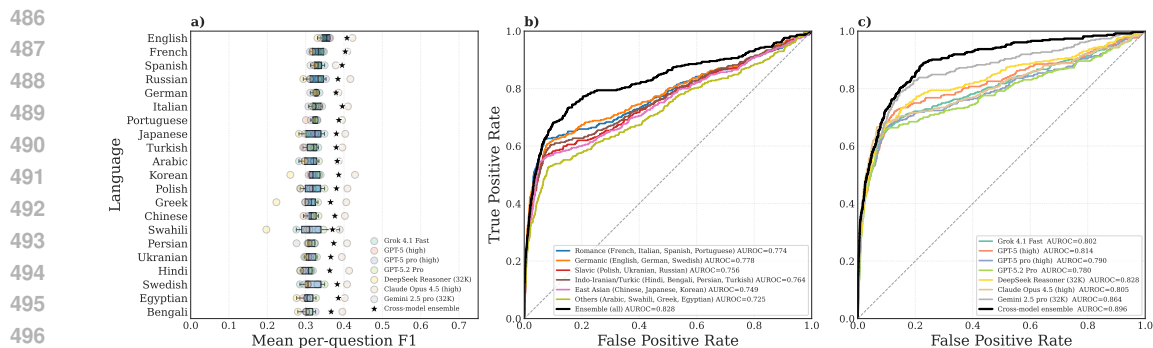 486
487
488
489
490
491
492
493
494
495
496
a)
Language
English
French
Spanish
Russian
German
Italian
Portuguese
Japanese
Turkish
Arabic
Korean
Polish
Greek
Chinese
Swahili
Persian
Ukranian
Hindi
Swedish
Egyptian
Bengali
Grok 4.1 Fast
GPT-5 (high)
GPT-5 pro (high)
GPT-5.2 Pro
DeepSeek Reasoner (32K)
Claude Opus 4.5 (high)
Gemini 2.5 pro (32K)
Cross-model ensemble
0.0 0.1 0.2 0.3 0.4 0.5 0.6 0.7
Mean per-question F1
b)
True Positive Rate
1.0
0.8
0.6
0.4
0.2
0.0
Romance (French, Italian, Spanish, Portuguese) AUROC=0.774
Germanic (English, German, Swedish) AUROC=0.778
Slavic (Polish, Ukranian, Russian) AUROC=0.756
Indo-Iranian/Turkic (Hindi, Bengali, Persian, Turkish) AUROC=0.764
East Asian (Chinese, Japanese, Korean) AUROC=0.749
Others (Arabic, Swahili, Greek, Egyptian) AUROC=0.725
Ensemble (all) AUROC=0.828
0.0 0.2 0.4 0.6 0.8 1.0
False Positive Rate
c)
1.0
0.8
0.6
0.4
0.2
0.0
Grok 4.1 Fast AUROC=0.802
GPT-5 (high) AUROC=0.814
GPT-5 pro (high) AUROC=0.790
GPT-5.2 Pro AUROC=0.780
DeepSeek Reasoner (32K) AUROC=0.828
Claude Opus 4.5 (high) AUROC=0.805
Gemini 2.5 pro (32K) AUROC=0.864
Cross-model ensemble AUROC=0.896
0.0 0.2 0.4 0.6 0.8 1.0
False Positive Rate